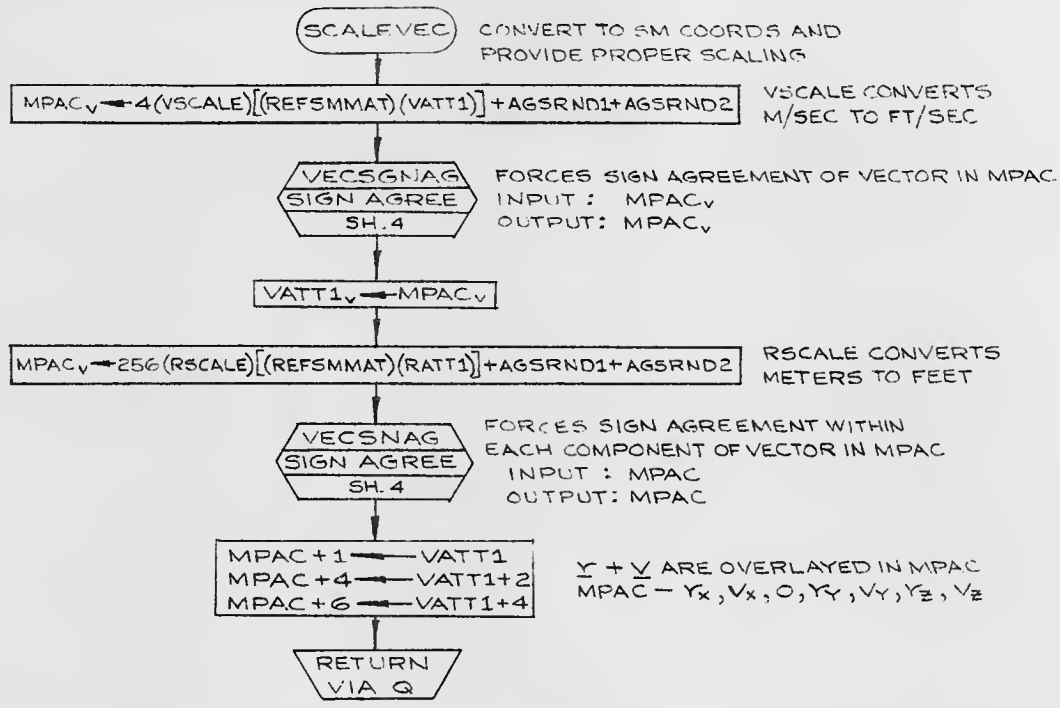 SCALEVEC
CONVERT TO SM COORDS AND
PROVIDE PROPER SCALING
MPACv ← 4(VSCALE)[(REFSMMAT)(VATT1)]+AGSRND1+AGSRND2
VSCALE CONVERTS
M/SEC TO FT/SEC
VECSGNAG
SIGN AGREE
SH.4
FORCES SIGN AGREEMENT OF VECTOR IN MPAC
INPUT: MPACv
OUTPUT: MPACv
VATT1v ← MPACv
MPACv ← 256(RSCALE)[(REFSMMAT)(RATT1)]+AGSRND1+AGSRND2
RSCALE CONVERTS
METERS TO FEET
VECSNAG
SIGN AGREE
SH.4
FORCES SIGN AGREEMENT WITHIN
EACH COMPONENT OF VECTOR IN MPAC
INPUT: MPAC
OUTPUT: MPAC
MPAC+1 ← VATT1
MPAC+4 ← VATT1+2
MPAC+6 ← VATT1+4
r + V ARE OVERLAYED IN MPAC
MPAC – rX, VX, 0, rY, VY, rZ, VZ
RETURN
VIA Q